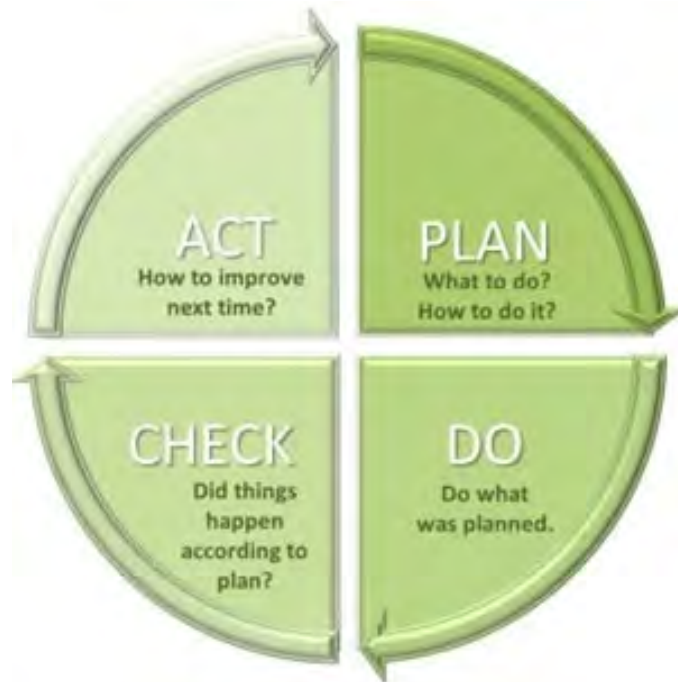 PLAN
What to do?
How to do it?
DO
Do what
was planned.
CHECK
Did things
happen
according to
plan?
ACT
How to improve
next time?